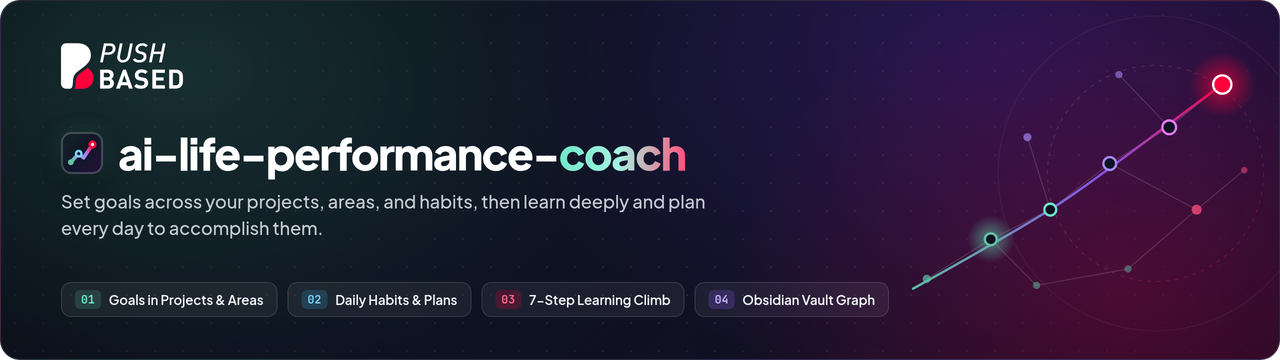 PUSH
BASED
ai-life-performance-coach
Set goals across your projects, areas, and habits, then learn deeply and plan
every day to accomplish them.
01 Goals in Projects & Areas
02 Daily Habits & Plans
03 7-Step Learning Climb
04 Obsidian Vault Graph